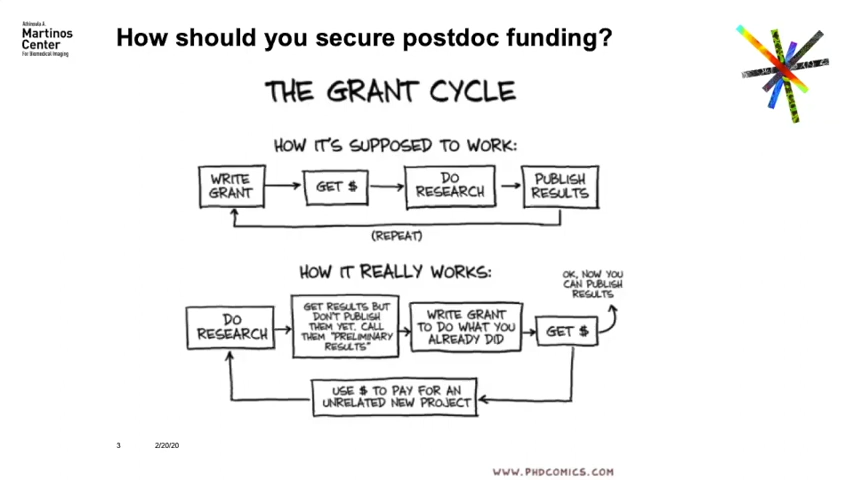 Athinoula A.
Martinos
Center
For Biomedical Imaging
How should you secure postdoc funding?
THE GRANT CYCLE
HOW IT'S SUPPOSED TO WORK:
WRITE
GRANT
GET $
DO
RESEARCH
PUBLISH
RESULTS
(REPEAT)
HOW IT REALLY WORKS:
OK, NOW YOU
CAN PUBLISH
RESULTS
DO
RESEARCH
GET RESULTS BUT
DON'T PUBLISH
THEM YET. CALL
THEM "PRELIMINARY
RESULTS"
WRITE GRANT
TO DO WHAT YOU
ALREADY DID
GET $
USE $ TO PAY FOR AN
UNRELATED NEW PROJECT
3
2/20/20
WWW.PHDCOMICS.COM